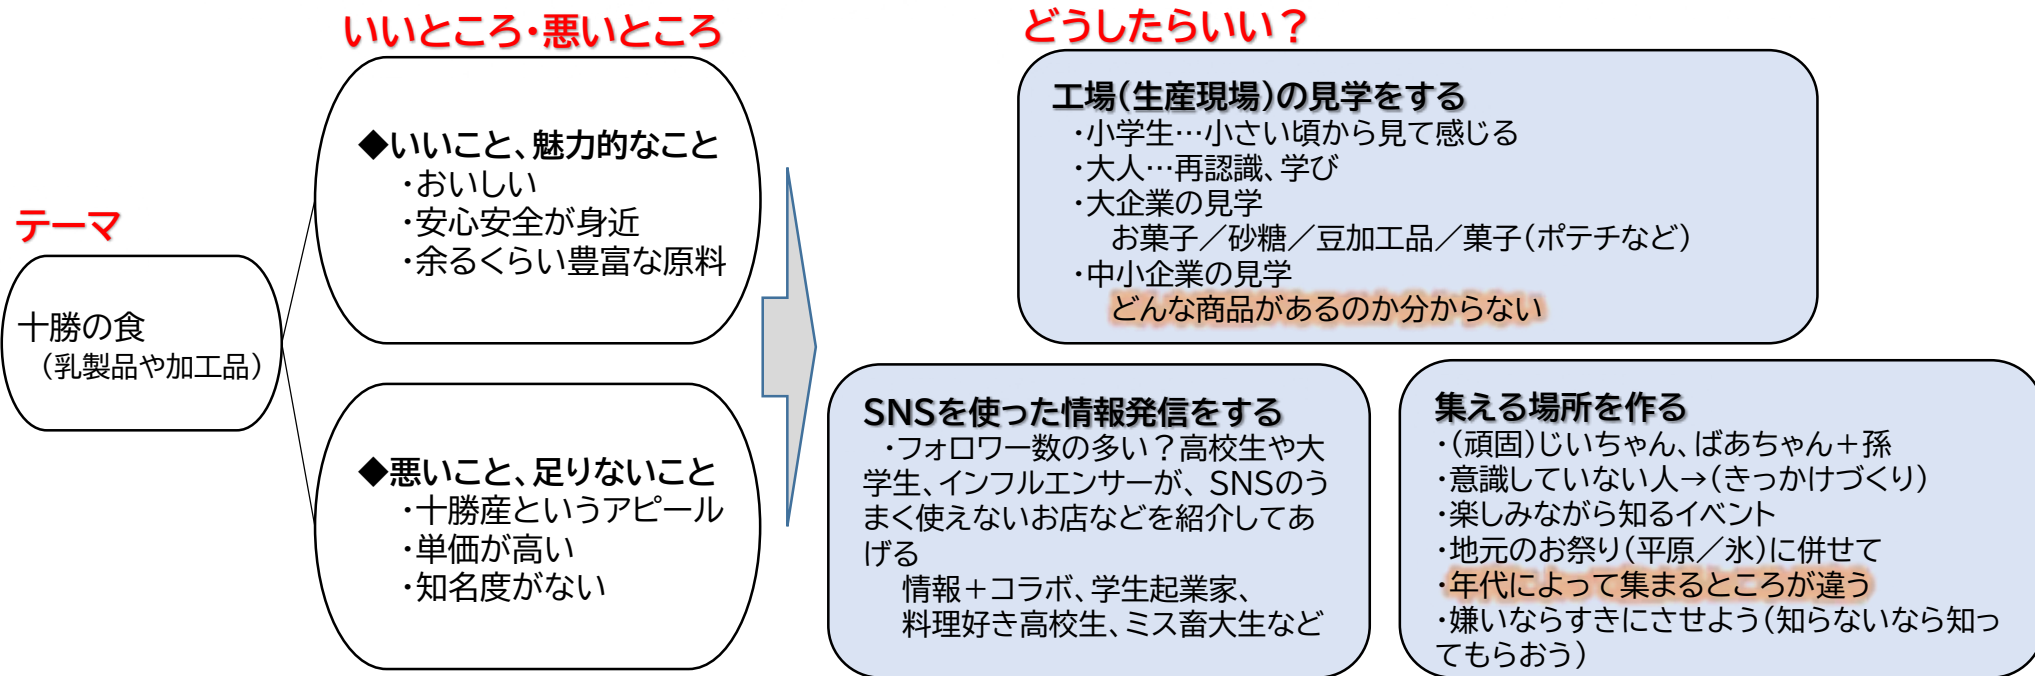 テーマ
十勝の食
(乳製品や加工品)
いいところ・悪いところ
◆いいこと、魅力的なこと
・おいしい
・安心安全が身近
・余るくらい豊富な原料
◆悪いこと、足りないこと
・十勝産というアピール
・単価が高い
・知名度がない
どうしたらいい？
工場(生産現場)の見学をする
・小学生…小さい頃から見て感じる
・大人…再認識、学び
・大企業の見学
お菓子／砂糖／豆加工品／菓子(ポテチなど)
・中小企業の見学
どんな商品があるのか分からない
SNSを使った情報発信をする
・フォロワー数の多い？高校生や大
学生、インフルエンサーが、SNSのう
まく使えないお店などを紹介してあ
げる
情報＋コラボ、学生起業家、
料理好き高校生、ミス畜大生など
集える場所を作る
・(頑固)じいちゃん、ばあちゃん＋孫
・意識していない人→(きっかけづくり)
・楽しみながら知るイベント
・地元のお祭り(平原／氷)に併せて
・年代によって集まるところが違う
・嫌いならすきにさせよう(知らないなら知っ
てもらおう)